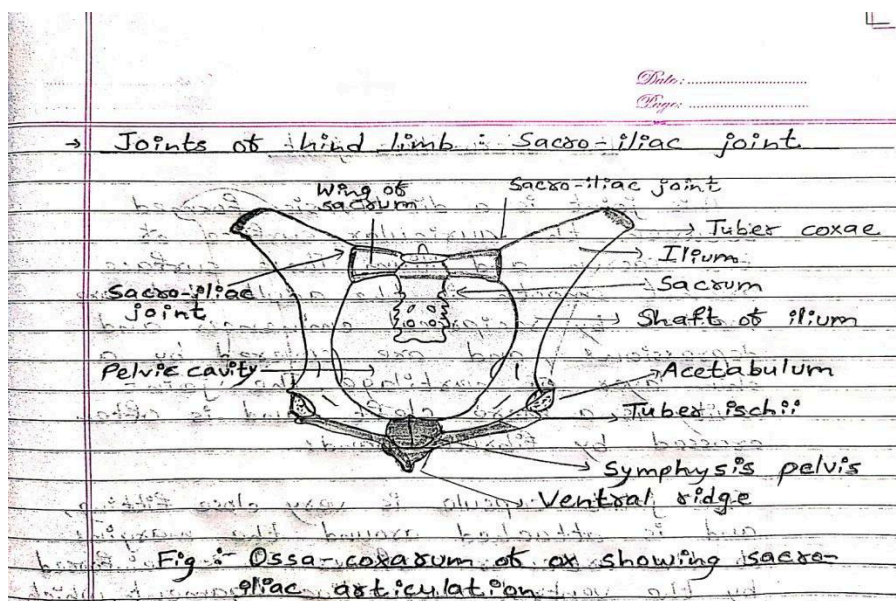 Date: ........................
Page: ........................
→ Joints of hind limb : Sacro-iliac joint
Wing of sacrum
Sacro-iliac joint
→ Tuber coxae
→ Ilium
Sacro-iliac joint
Sacrum
→ Shaft of ilium
Pelvic cavity
Acetabulum
Tuber ischii
Symphysis pelvis
Ventral ridge
Fig :- Ossa-coxarum of ox showing sacro-
iliac articulation